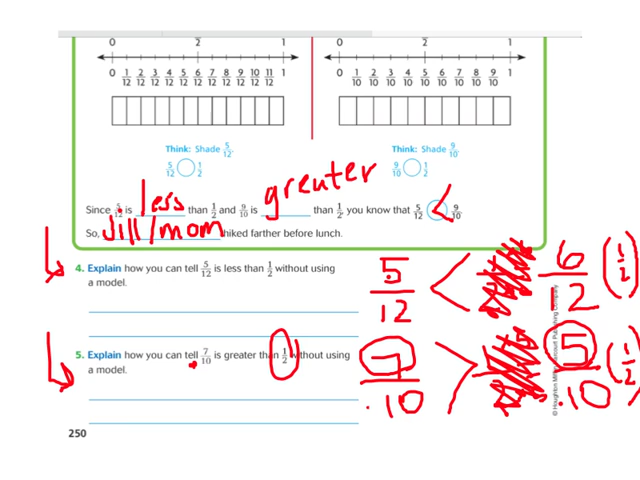 0 1/2 1 0 1/2 1
0 1/12 2/12 3/12 4/12 5/12 6/12 7/12 8/12 9/12 10/12 11/12 1 0 1/10 2/10 3/10 4/10 5/10 6/10 7/10 8/10 9/10 1
Think: Shade 5/12. Think: Shade 9/10.
5/12 ◯ 1/2 9/10 ◯ 1/2
Since 5/12 is less than 1/2 and 9/10 is greater than 1/2, you know that 5/12 < 9/10.
So, Jill/mom hiked farther before lunch.
4. Explain how you can tell 5/12 is less than 1/2 without using
a model.
5/12 < 6/12 (1/2)
5. Explain how you can tell 7/10 is greater than 1/2 without using
a model.
7/10 > 5/10 (1/2)
© Houghton Mifflin Harcourt Publishing Company
250